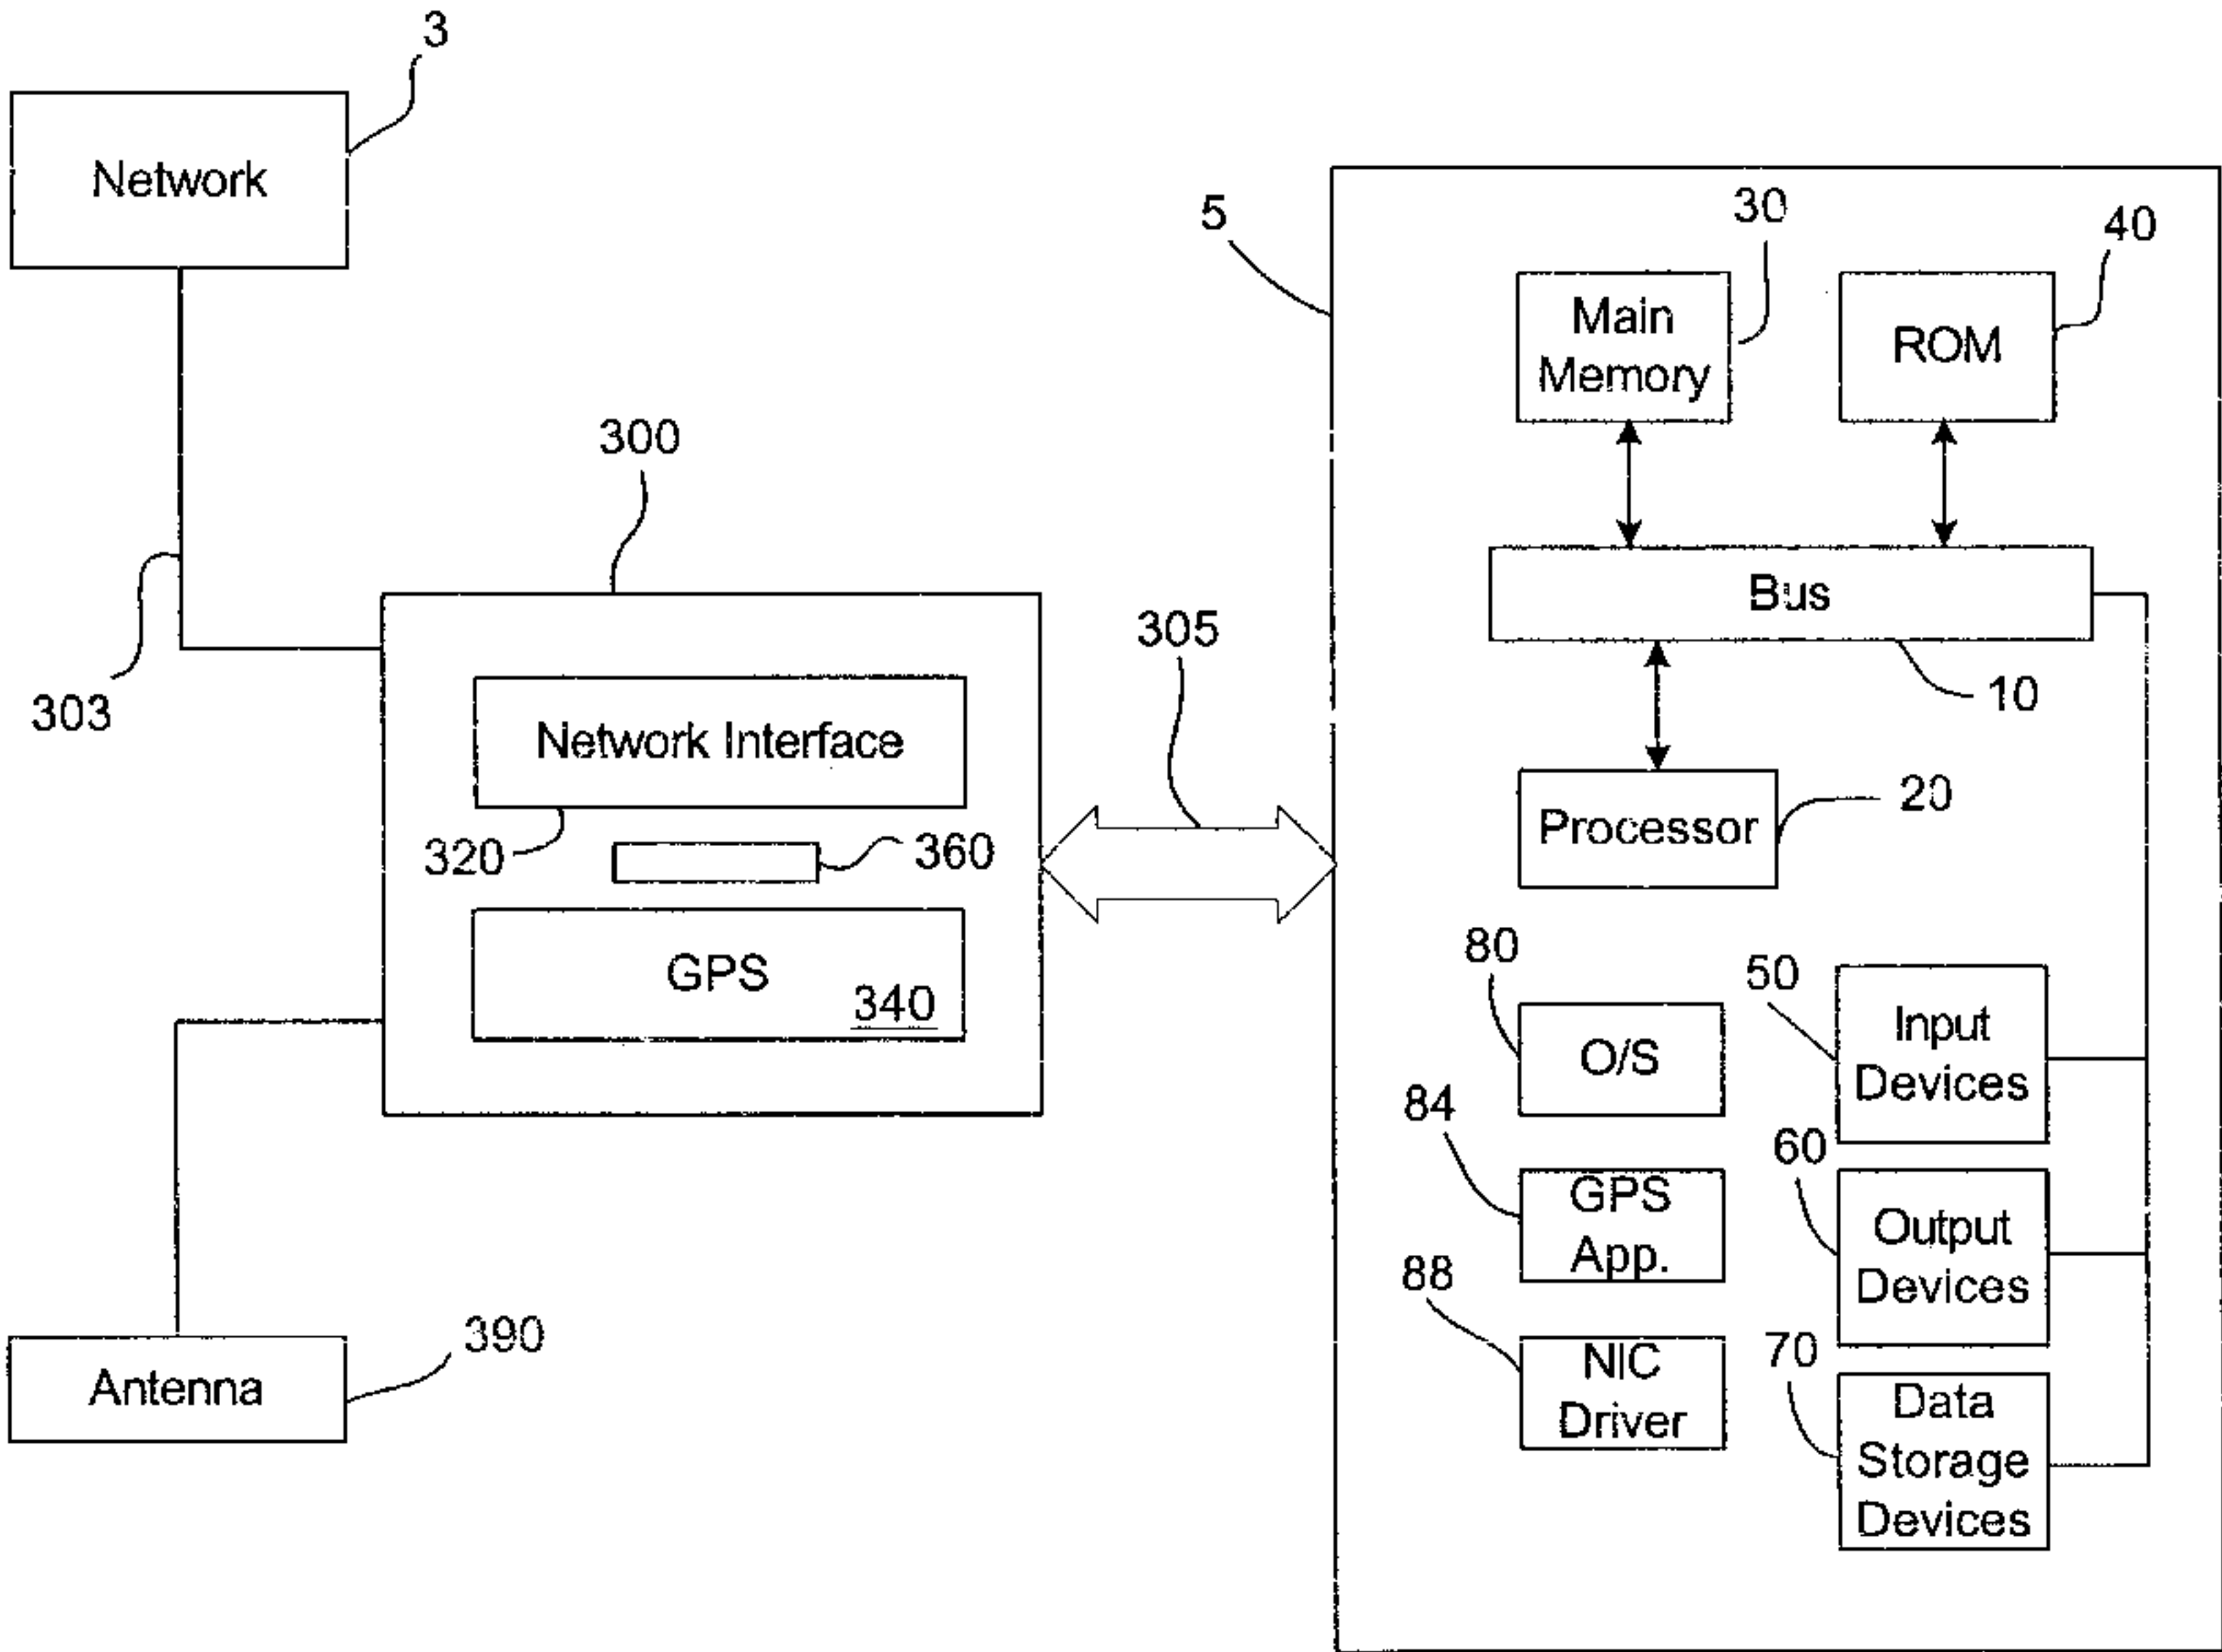 3
Network
5
30
40
Main
Memory
ROM
300
Bus
303
305
10
Network Interface
320
360
Processor
20
GPS
340
80
50
O/S
Input
Devices
84
60
GPS
App.
Output
Devices
88
390
70
Antenna
NIC
Driver
Data
Storage
Devices